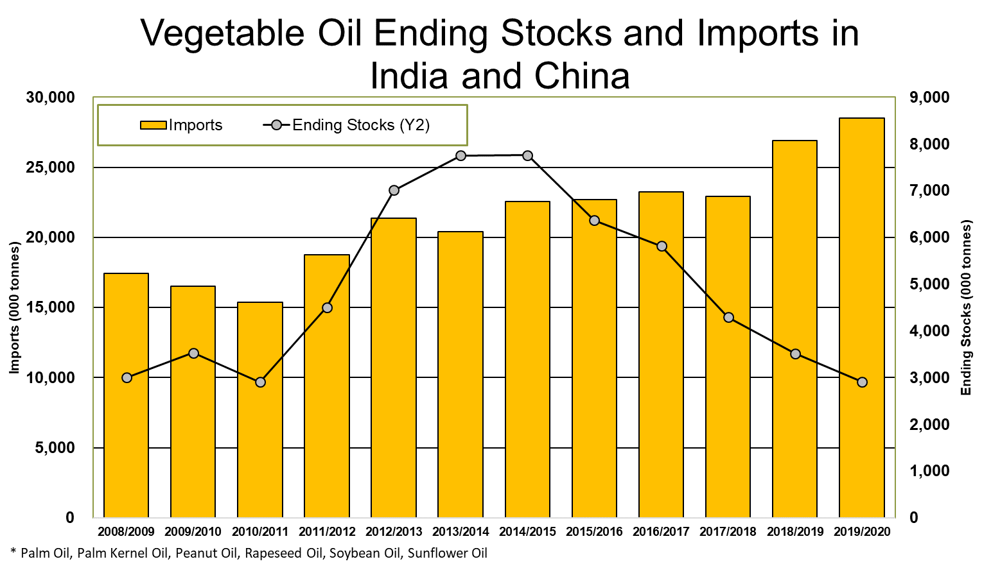 Vegetable Oil Ending Stocks and Imports in
India and China
30,000
25,000
20,000
15,000
10,000
5,000
0
Imports (000 tonnes)
Imports
Ending Stocks (Y2)
9,000
8,000
7,000
6,000
5,000
4,000
3,000
2,000
1,000
0
Ending Stocks (000 tonnes)
2008/2009 2009/2010 2010/2011 2011/2012 2012/2013 2013/2014 2014/2015 2015/2016 2016/2017 2017/2018 2018/2019 2019/2020
* Palm Oil, Palm Kernel Oil, Peanut Oil, Rapeseed Oil, Soybean Oil, Sunflower Oil